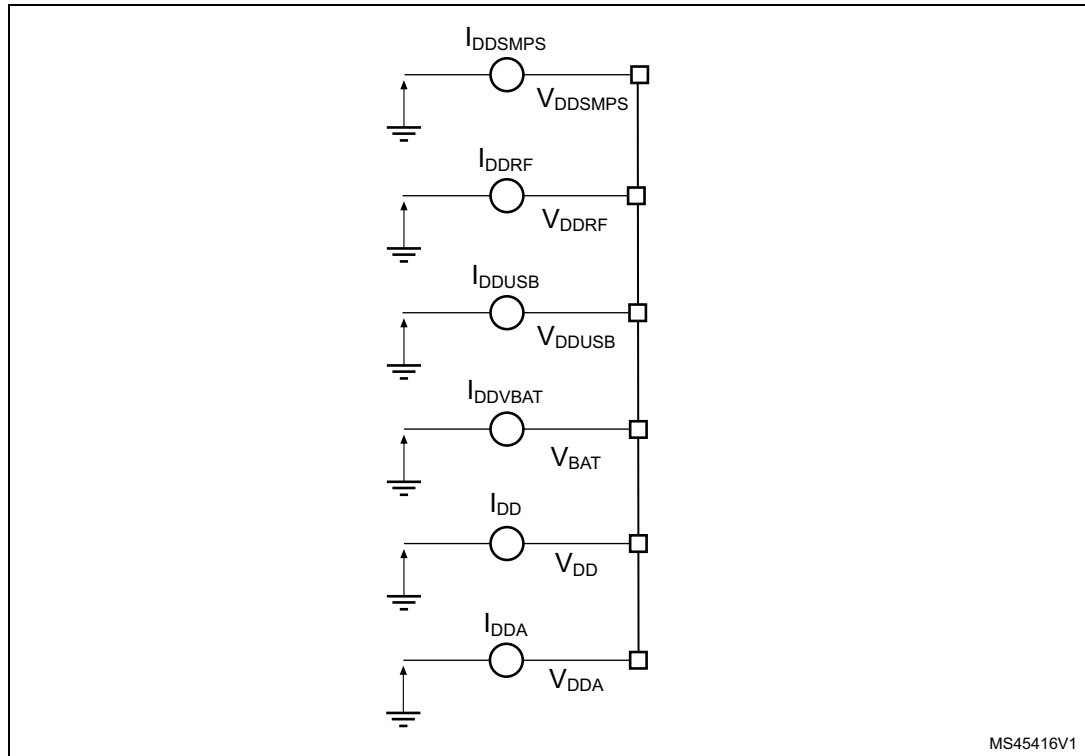 IDDSMPS
VDDSMPS
IDDRF
VDDRF
IDDUSB
VDDUSB
IDDVBAT
VBAT
IDD
VDD
IDDA
VDDA
MS45416V1